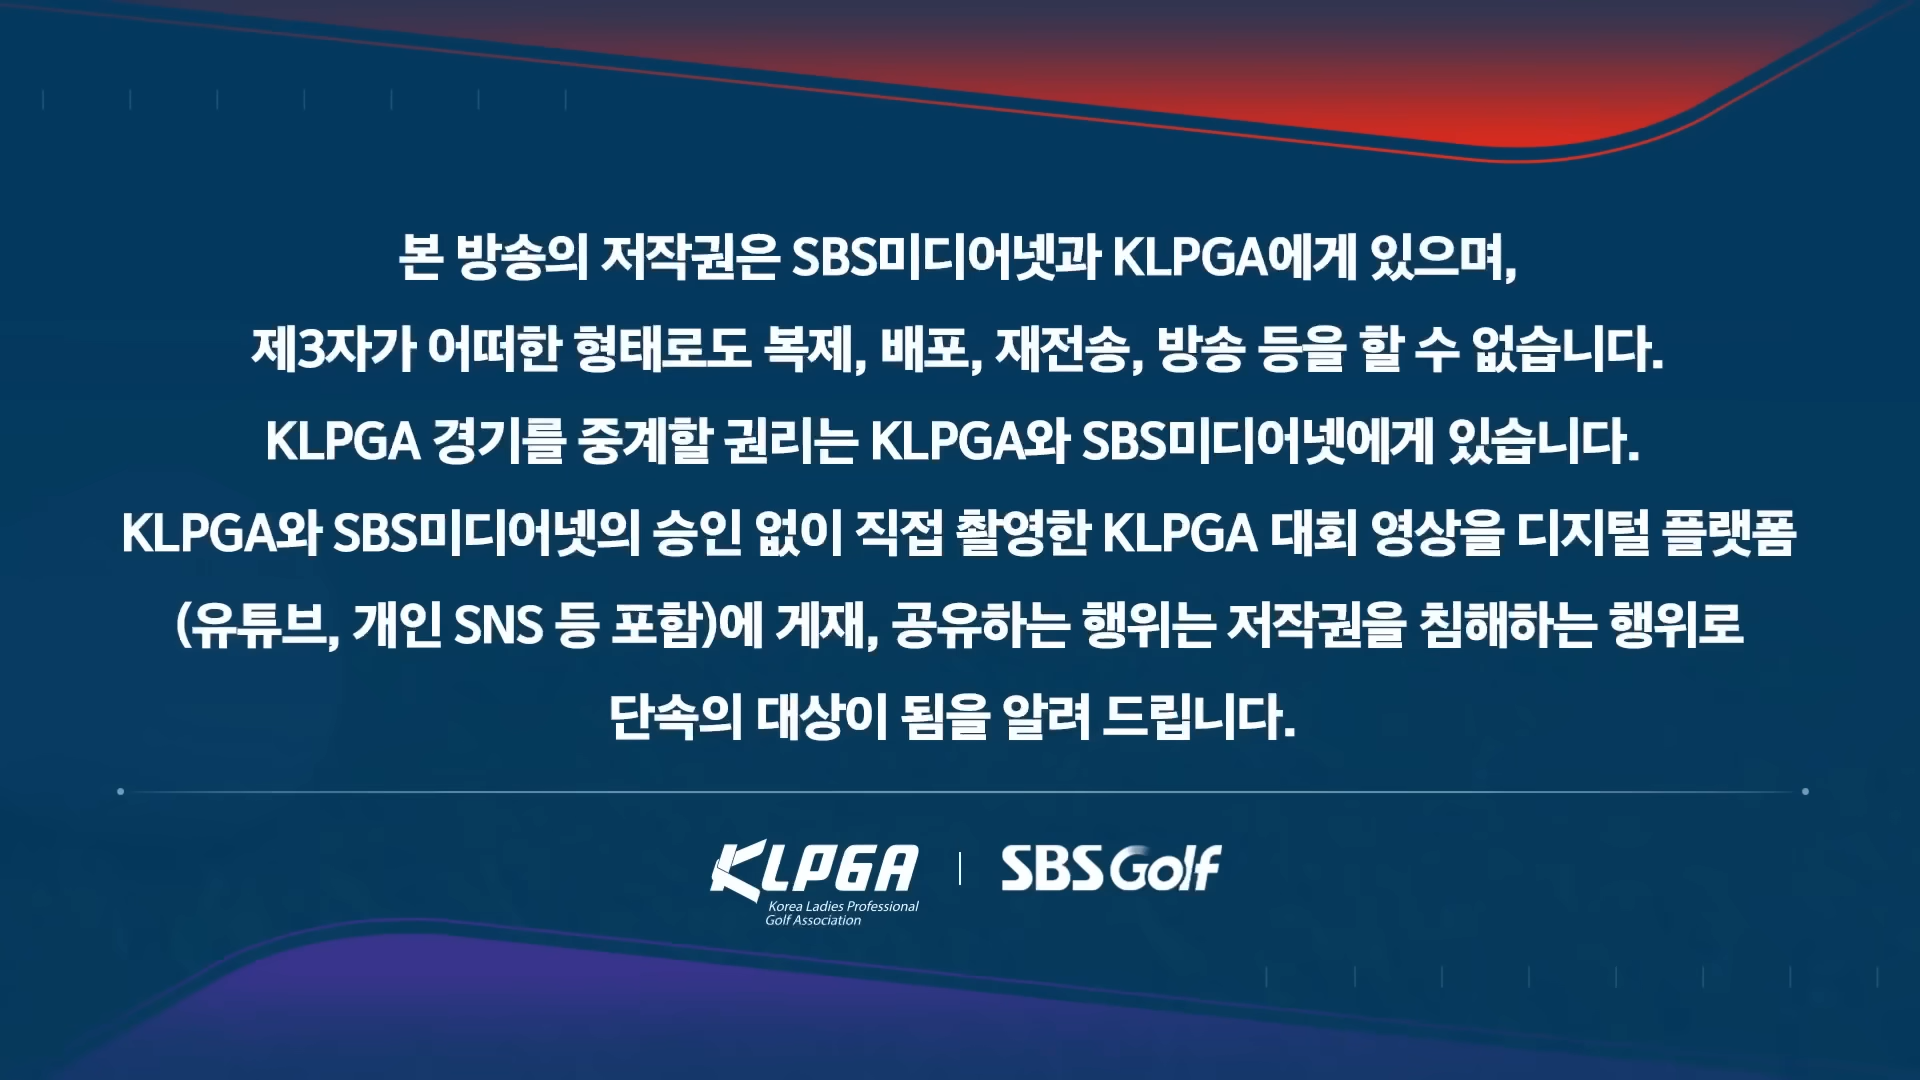 본 방송의 저작권은 SBS미디어넷과 KLPGA에게 있으며,
제3자가 어떠한 형태로도 복제, 배포, 재전송, 방송 등을 할 수 없습니다.
KLPGA 경기를 중계할 권리는 KLPGA와 SBS미디어넷에게 있습니다.
KLPGA와 SBS미디어넷의 승인 없이 직접 촬영한 KLPGA 대회 영상을 디지털 플랫폼
(유튜브, 개인 SNS 등 포함)에 게재, 공유하는 행위는 저작권을 침해하는 행위로
단속의 대상이 됨을 알려 드립니다.
KLPGA
Korea Ladies Professional
Golf Association
SBS Golf